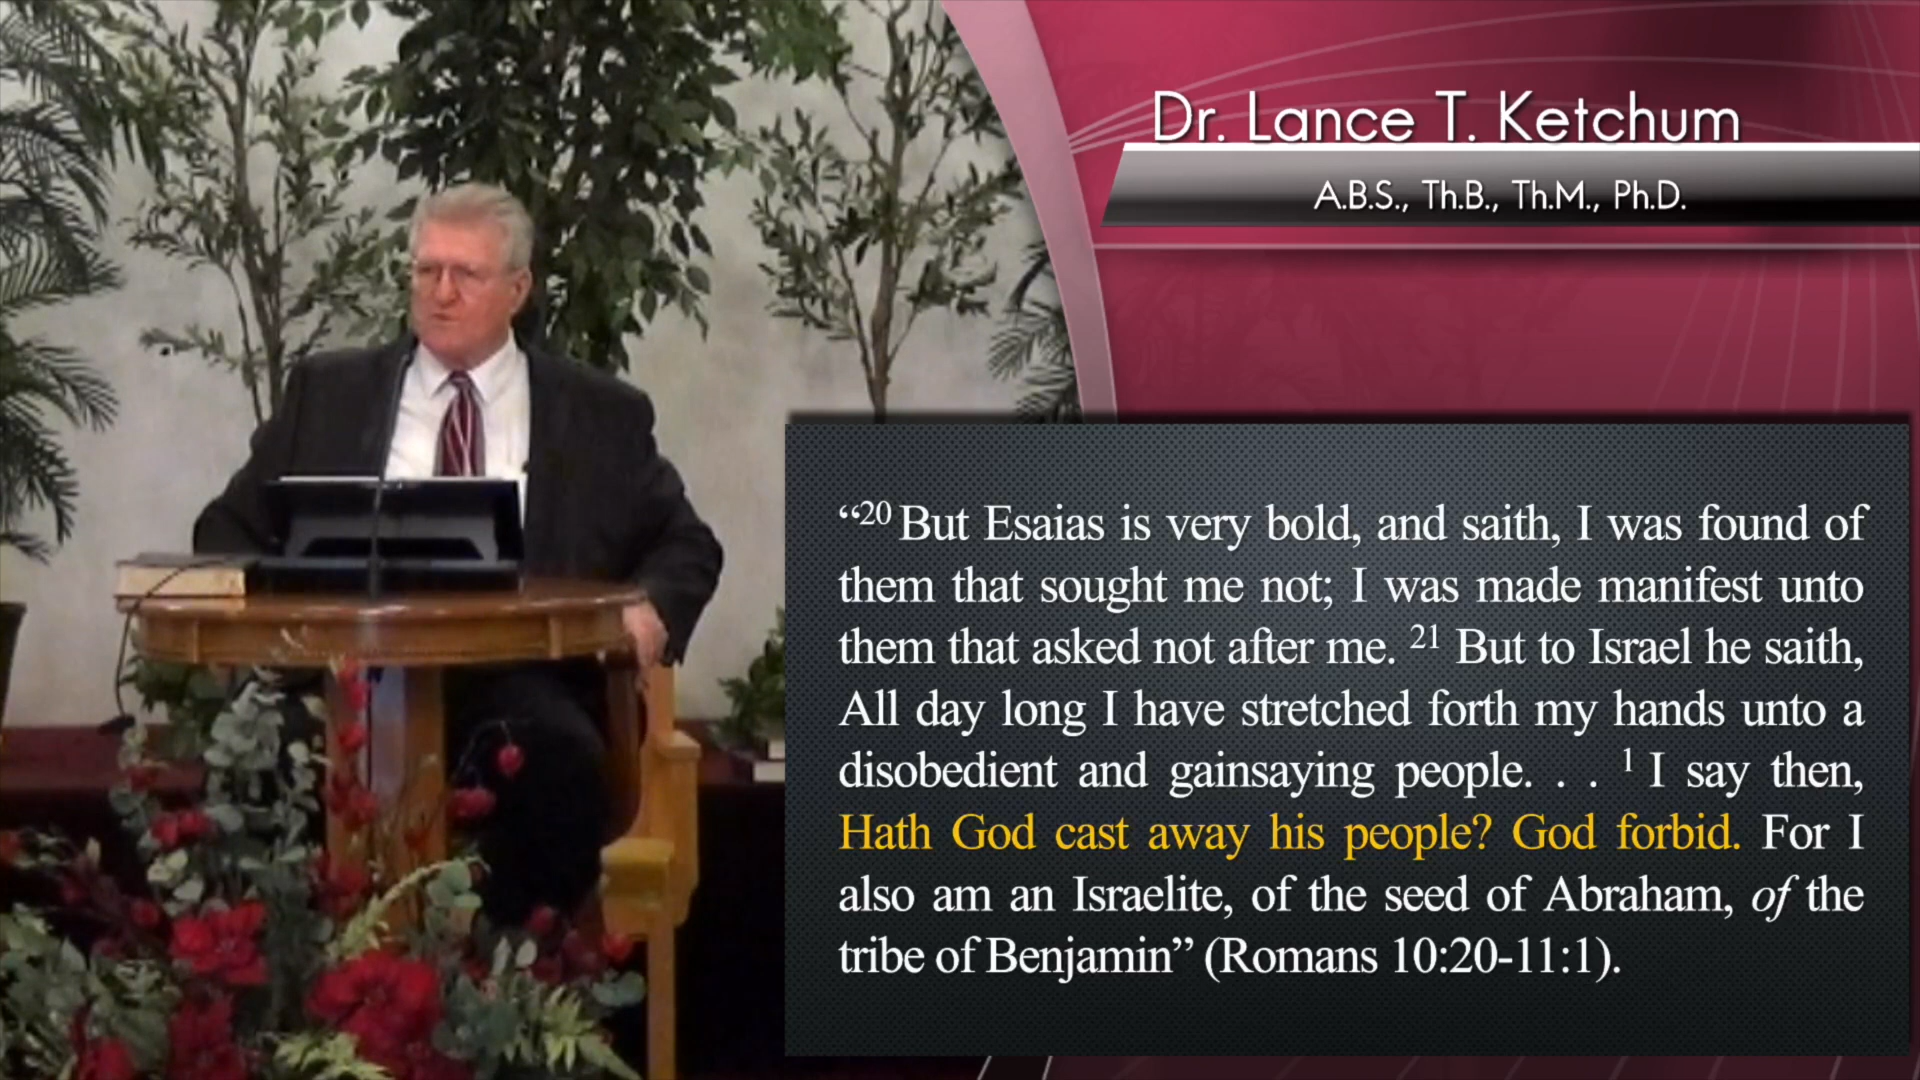 Dr. Lance T. Ketchum
A.B.S., Th.B., Th.M., Ph.D.
“20 But Esaias is very bold, and saith, I was found of
them that sought me not; I was made manifest unto
them that asked not after me. 21 But to Israel he saith,
All day long I have stretched forth my hands unto a
disobedient and gainsaying people. . . 1 I say then,
Hath God cast away his people? God forbid. For I
also am an Israelite, of the seed of Abraham, of the
tribe of Benjamin” (Romans 10:20-11:1).